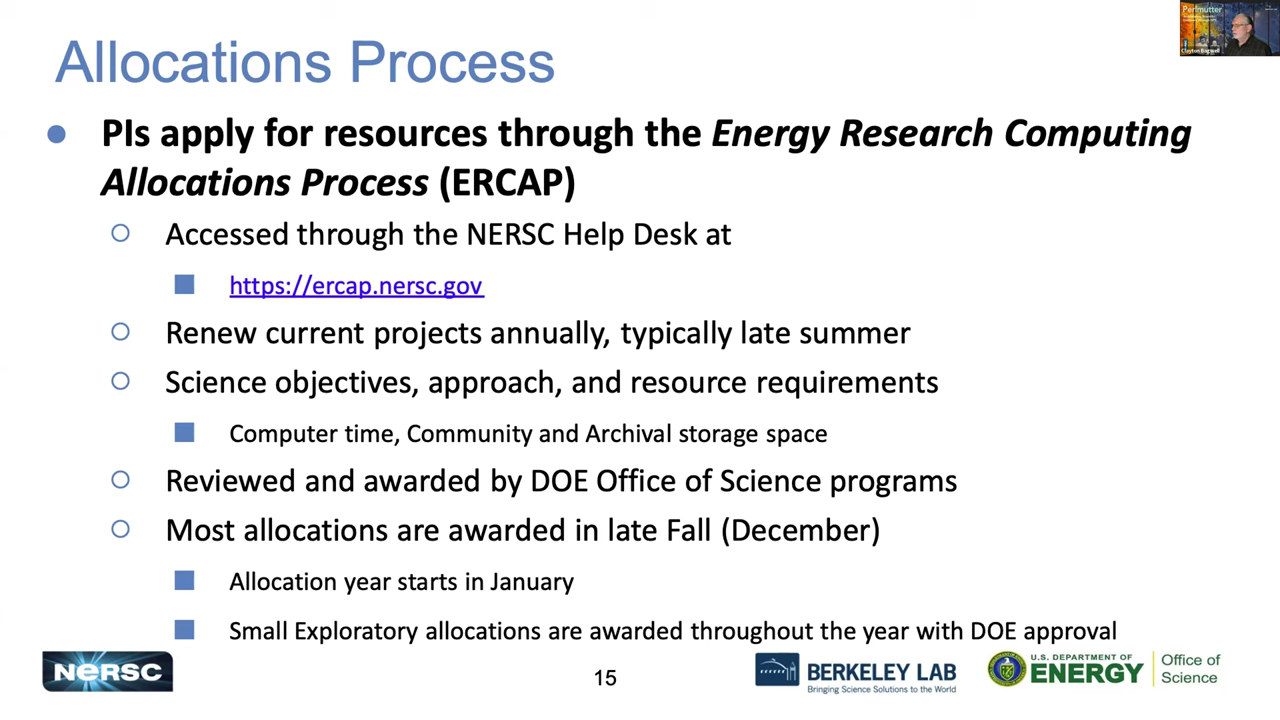 Allocations Process
PIs apply for resources through the Energy Research Computing
Allocations Process (ERCAP)
Accessed through the NERSC Help Desk at
https://ercap.nersc.gov
Renew current projects annually, typically late summer
Science objectives, approach, and resource requirements
Computer time, Community and Archival storage space
Reviewed and awarded by DOE Office of Science programs
Most allocations are awarded in late Fall (December)
Allocation year starts in January
Small Exploratory allocations are awarded throughout the year with DOE approval
NERSC
15
BERKELEY LAB
Bringing Science Solutions to the World
U.S. DEPARTMENT OF
ENERGY
Office of
Science
Perlmutter
Clayton Bagwell